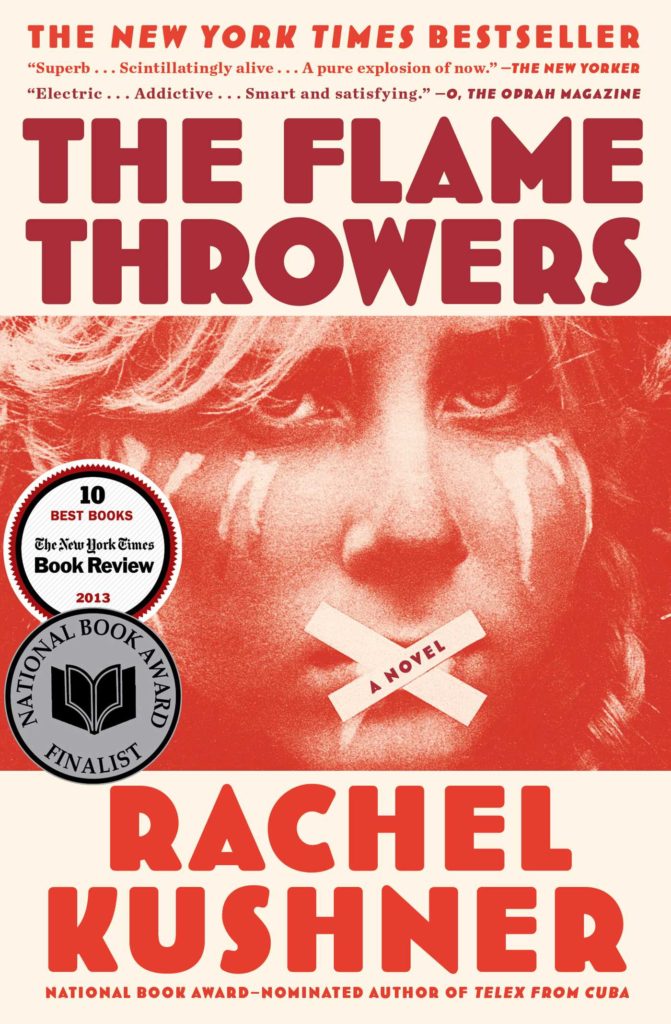 THE NEW YORK TIMES BESTSELLER
“Superb . . . Scintillatingly alive . . . A pure explosion of now.” —THE NEW YORKER
“Electric . . . Addictive . . . Smart and satisfying.” —O, THE OPRAH MAGAZINE
THE FLAME
THROWERS
10
BEST BOOKS
The New York Times
Book Review
2013
NATIONAL BOOK AWARD
FINALIST
A NOVEL
RACHEL
KUSHNER
NATIONAL BOOK AWARD–NOMINATED AUTHOR OF TELEX FROM CUBA